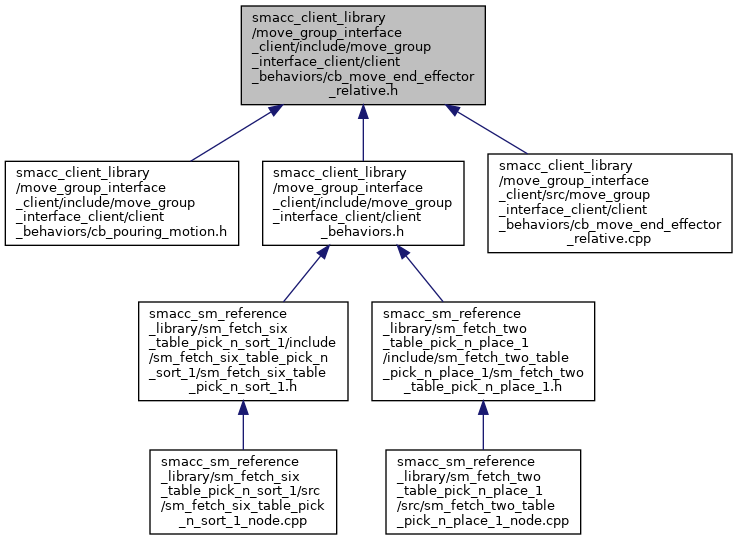 smacc_client_library
/move_group_interface
_client/include/move_group
_interface_client/client
_behaviors/cb_move_end_effector
_relative.h
smacc_client_library
/move_group_interface
_client/include/move_group
_interface_client/client
_behaviors/cb_pouring_motion.h
smacc_client_library
/move_group_interface
_client/include/move_group
_interface_client/client
_behaviors.h
smacc_client_library
/move_group_interface
_client/src/move_group
_interface_client/client
_behaviors/cb_move_end_effector
_relative.cpp
smacc_sm_reference
_library/sm_fetch_six
_table_pick_n_sort_1/include
/sm_fetch_six_table_pick_n
_sort_1/sm_fetch_six_table
_pick_n_sort_1.h
smacc_sm_reference
_library/sm_fetch_two
_table_pick_n_place_1
/include/sm_fetch_two_table
_pick_n_place_1/sm_fetch_two
_table_pick_n_place_1.h
smacc_sm_reference
_library/sm_fetch_six
_table_pick_n_sort_1/src
/sm_fetch_six_table_pick
_n_sort_1_node.cpp
smacc_sm_reference
_library/sm_fetch_two
_table_pick_n_place_1
/src/sm_fetch_two_table
_pick_n_place_1_node.cpp